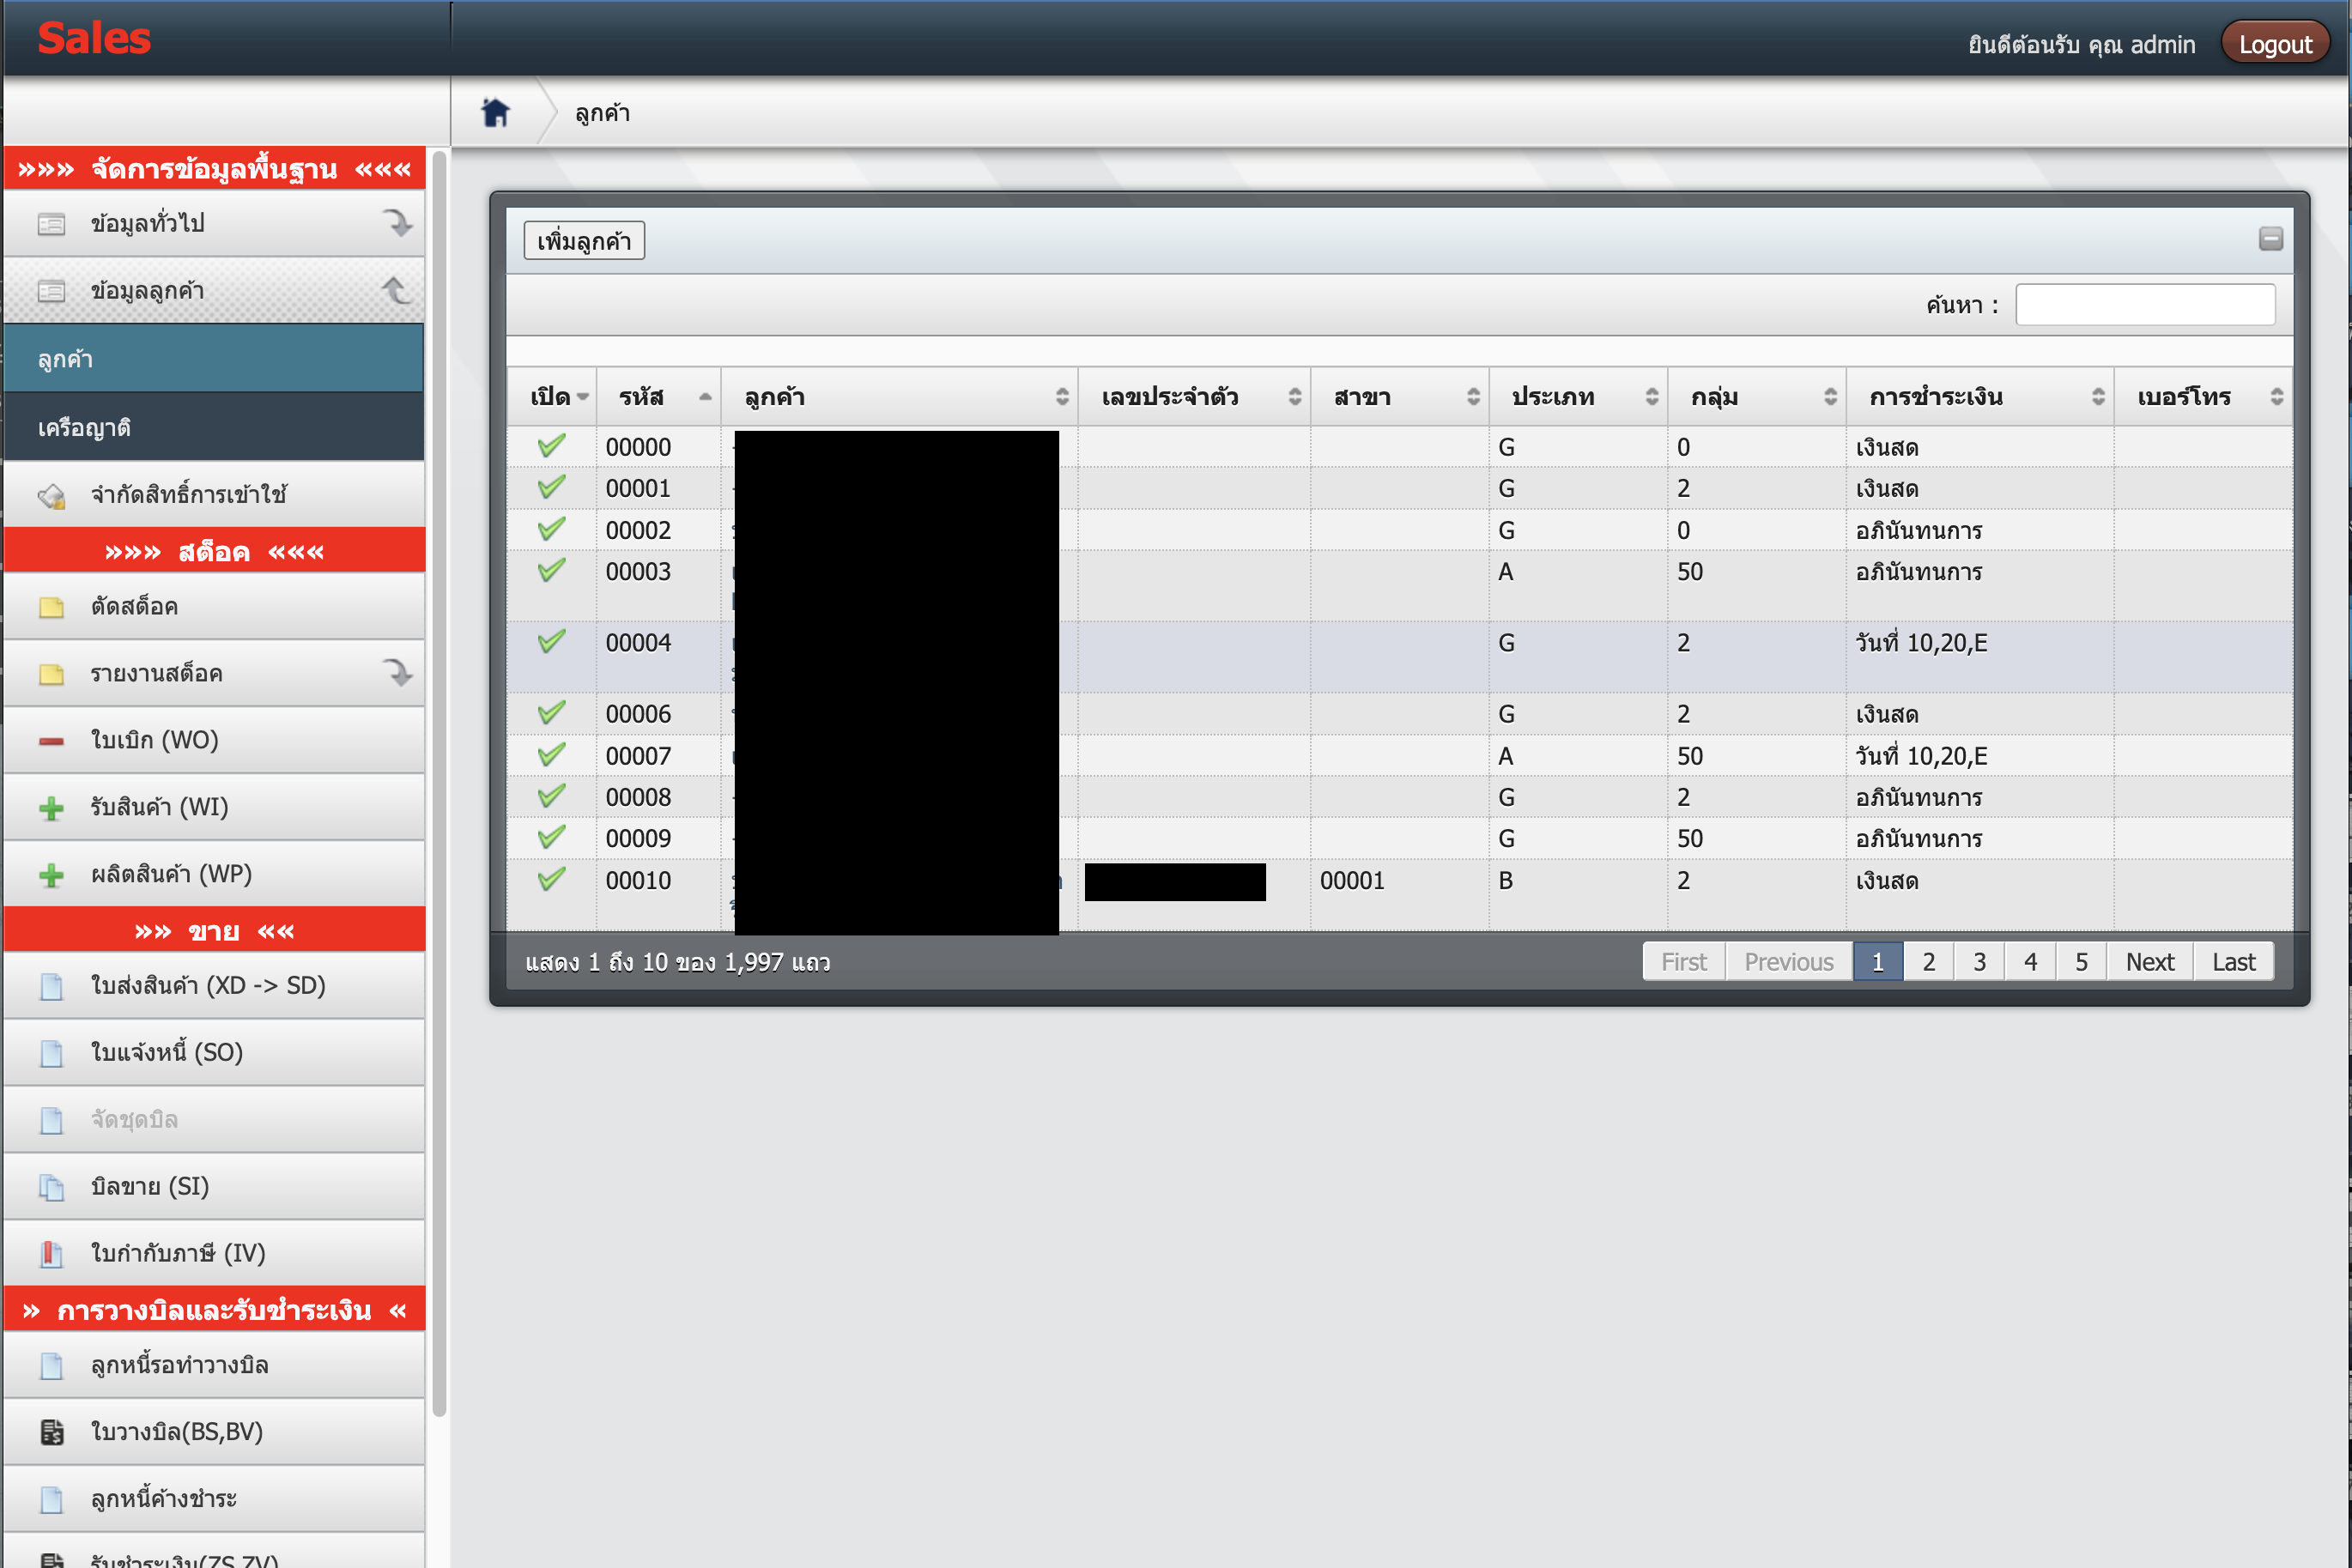 Sales
ยินดีต้อนรับ คุณ admin
Logout
ลูกค้า
»»» จัดการข้อมูลพื้นฐาน «««
ข้อมูลทั่วไป
ข้อมูลลูกค้า
ลูกค้า
เครือญาติ
จำกัดสิทธิ์การเข้าใช้
»»» สต็อค «««
ตัดสต็อค
รายงานสต็อค
ใบเบิก (WO)
รับสินค้า (WI)
ผลิตสินค้า (WP)
»» ขาย ««
ใบส่งสินค้า (XD -> SD)
ใบแจ้งหนี้ (SO)
จัดชุดบิล
บิลขาย (SI)
ใบกำกับภาษี (IV)
» การวางบิลและรับชำระเงิน «
ลูกหนี้รอทำวางบิล
ใบวางบิล(BS,BV)
ลูกหนี้ค้างชำระ
รับชำระเงิน(ZS,ZV)
เพิ่มลูกค้า
ค้นหา :
เปิด รหัส ลูกค้า เลขประจำตัว สาขา ประเภท กลุ่ม การชำระเงิน เบอร์โทร
00000 G 0 เงินสด
00001 G 2 เงินสด
00002 G 0 อภินันทนการ
00003 A 50 อภินันทนการ
00004 G 2 วันที่ 10,20,E
00006 G 2 เงินสด
00007 A 50 วันที่ 10,20,E
00008 G 2 อภินันทนการ
00009 G 50 อภินันทนการ
00010 00001 B 2 เงินสด
แสดง 1 ถึง 10 ของ 1,997 แถว
First Previous 1 2 3 4 5 Next Last